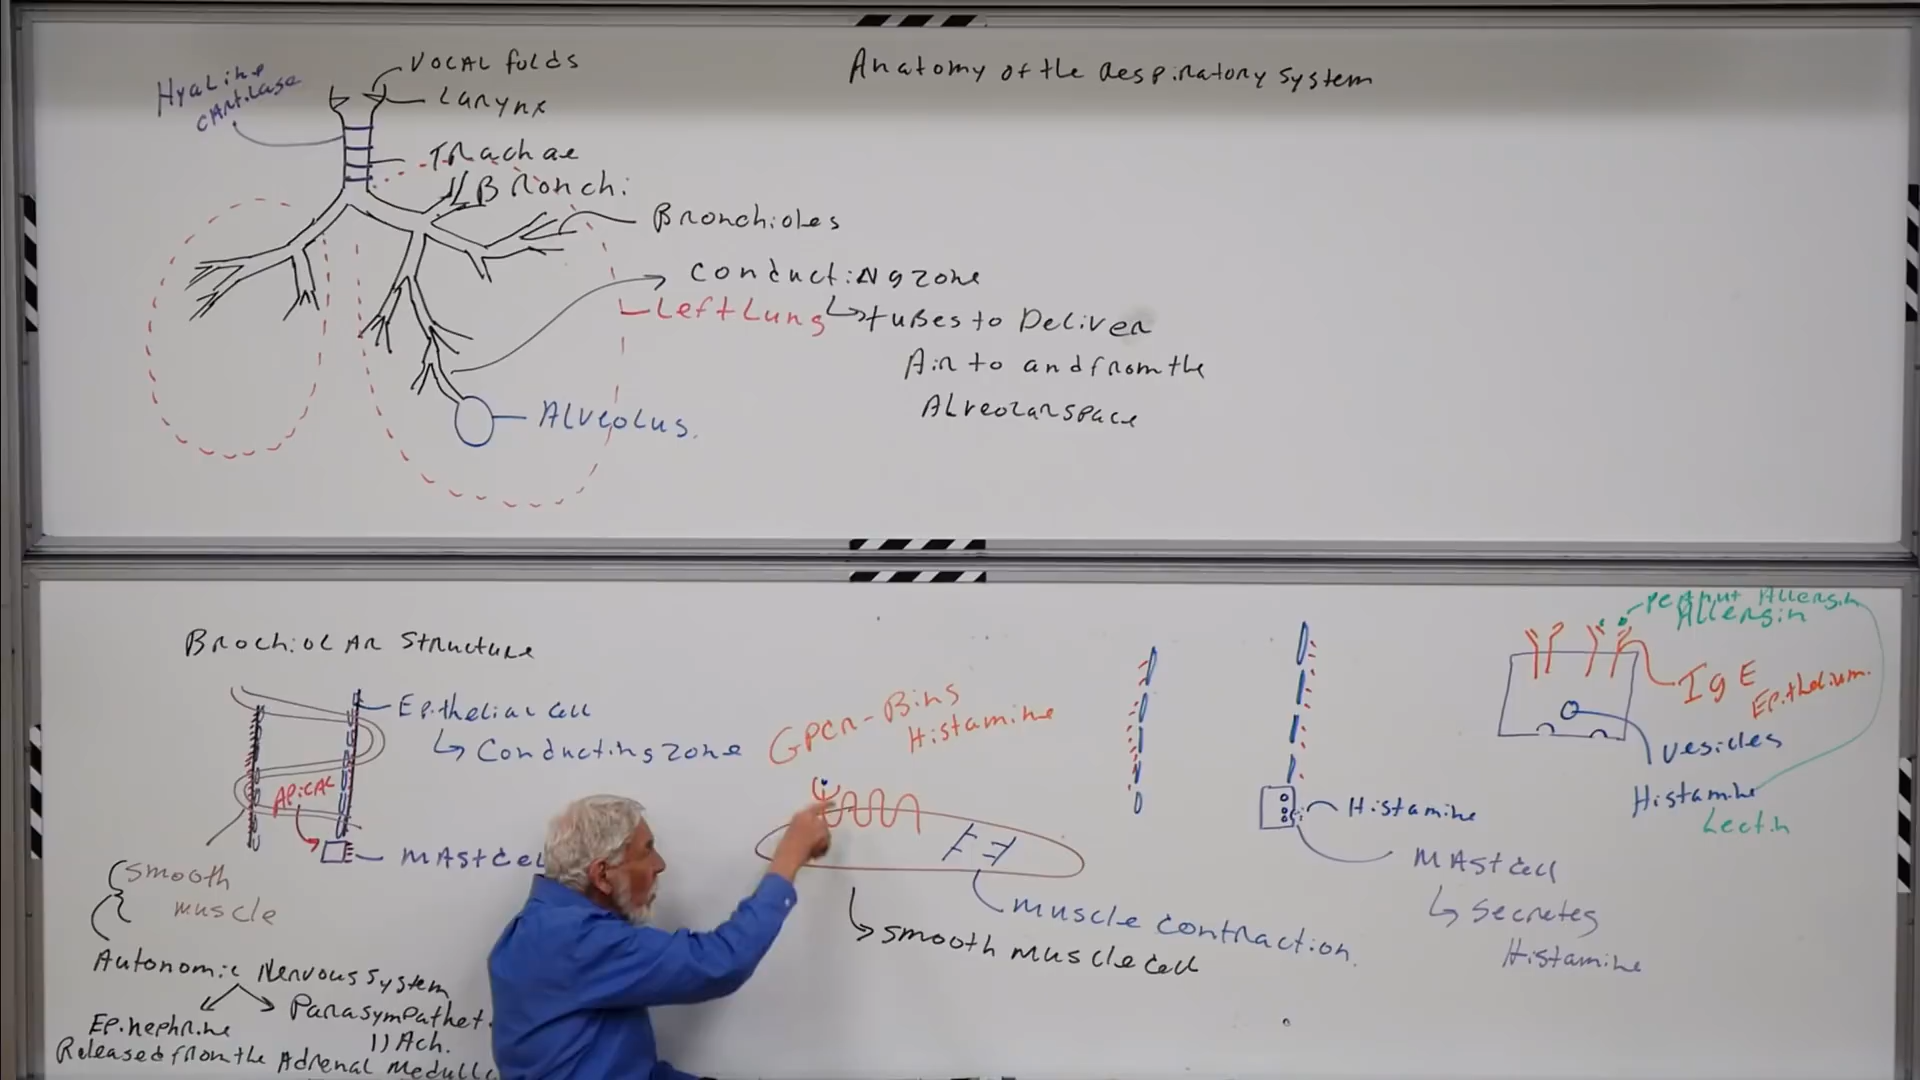 Anatomy of the Respiratory System
Hyaline
cartilage
Vocal folds
Larynx
Trachae
Bronchi
Bronchioles
Conducting zone
Left Lung
tubes to Deliver
Air to and from the
Alveolar space
Alveolus.
Brochiolar Structure
Epithelial cell
Conducting zone
Apical
Mast cel
Smooth
muscle
Autonomic Nervous System
Epinephrine
Parasympathet
Ach.
Released from the Adrenal Medulla
GPCR-Bins
Histamine
muscle contraction.
smooth muscle cell
Histamine
Mast cell
Secretes
Histamine
Peanut Allergin
Allergin
IgE
Epithelium.
Vesicles
Histamine
Lectin